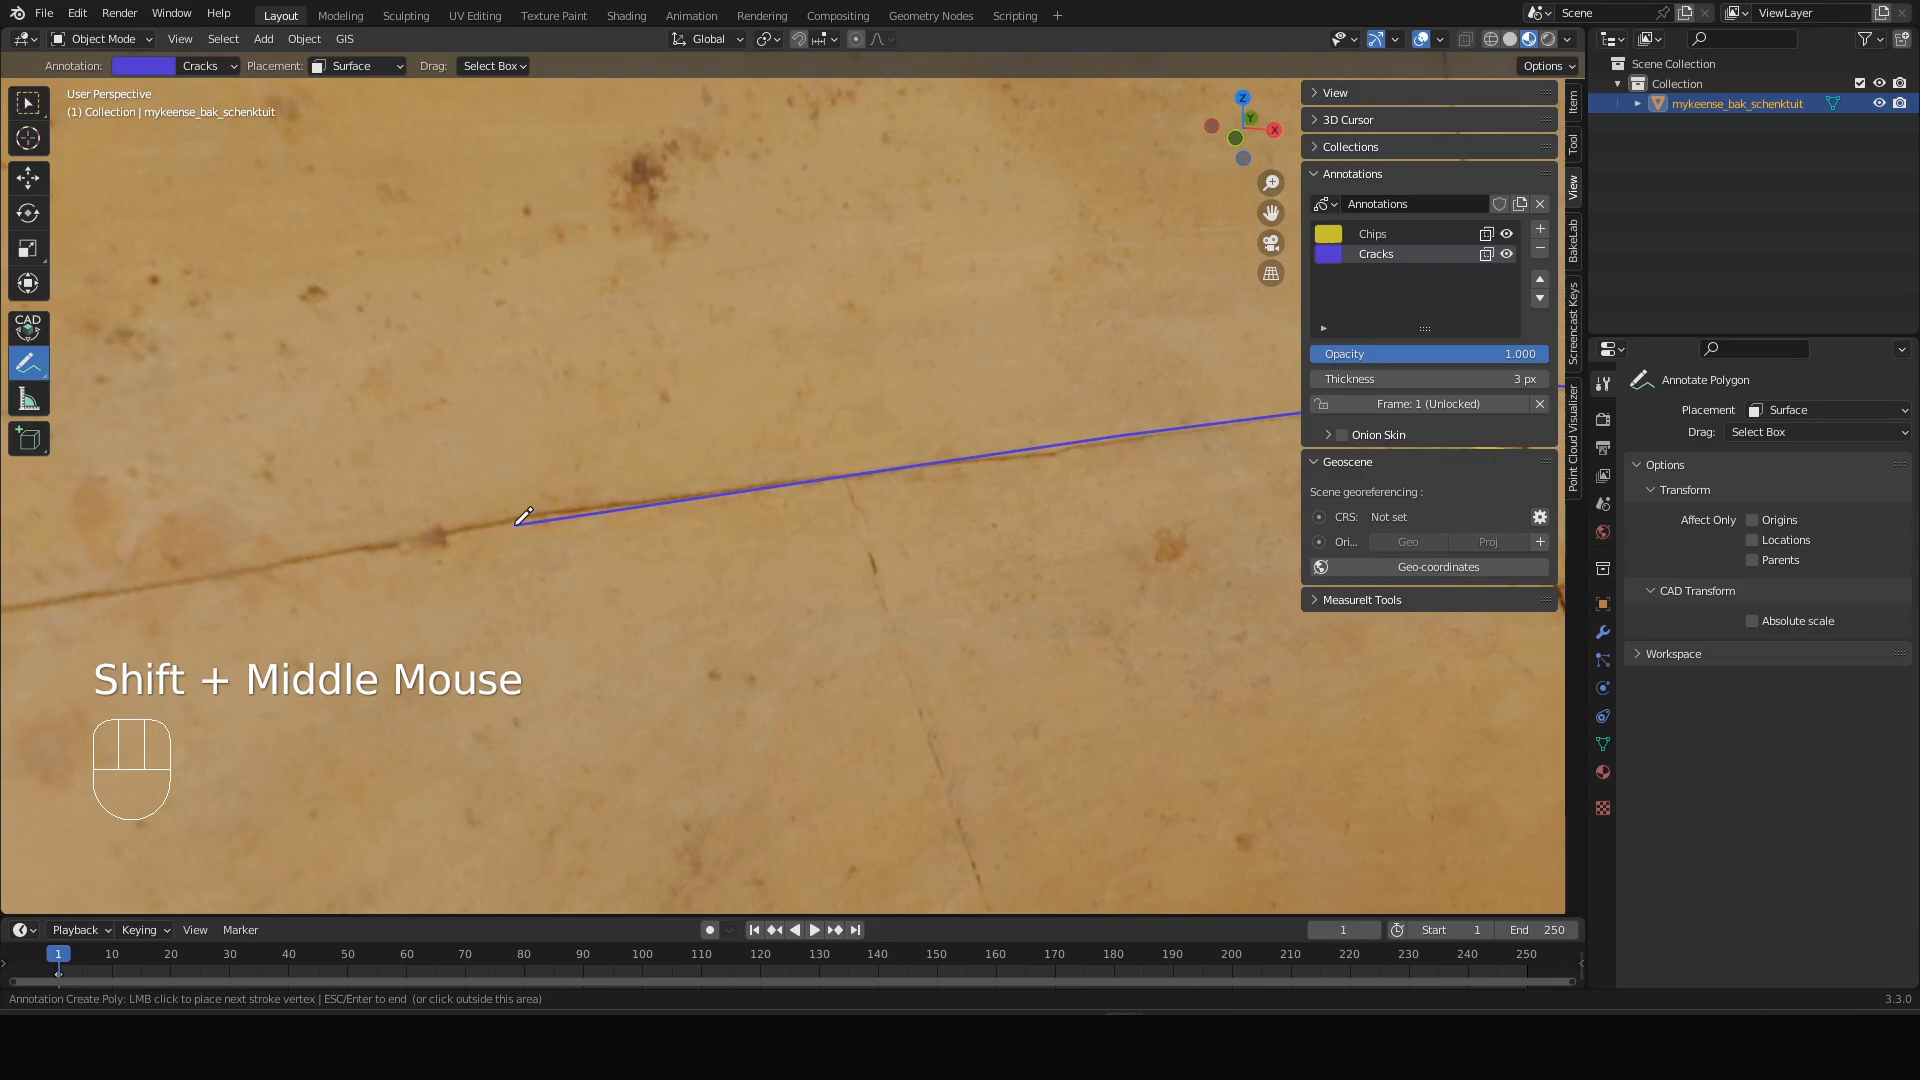 File Edit Render Window Help Layout Modeling Sculpting UV Editing Texture Paint Shading Animation Rendering Compositing Geometry Nodes Scripting Scene ViewLayer
Object Mode View Select Add Object GIS Global
Annotation: Cracks Placement: Surface Drag: Select Box Options
User Perspective
(1) Collection | mykeense_bak_schenktuit
Z
Y
X
CAD
View
3D Cursor
Collections
Annotations
Annotations
Chips
Cracks
Opacity 1.000
Thickness 3 px
Frame: 1 (Unlocked)
Onion Skin
Geoscene
Scene georeferencing :
CRS: Not set
Ori... Geo Proj
Geo-coordinates
MeasureIt Tools
Item
Tool
View
BakeLab
Screencast Keys
Point Cloud Visualizer
Scene Collection
Collection
mykeense_bak_schenktuit
Annotate Polygon
Placement Surface
Drag: Select Box
Options
Transform
Affect Only Origins
Locations
Parents
CAD Transform
Absolute scale
Workspace
Shift + Middle Mouse
Playback Keying View Marker 1 Start 1 End 250
1 10 20 30 40 50 60 70 80 90 100 110 120 130 140 150 160 170 180 190 200 210 220 230 240 250
Annotation Create Poly: LMB click to place next stroke vertex | ESC/Enter to end (or click outside this area) 3.3.0